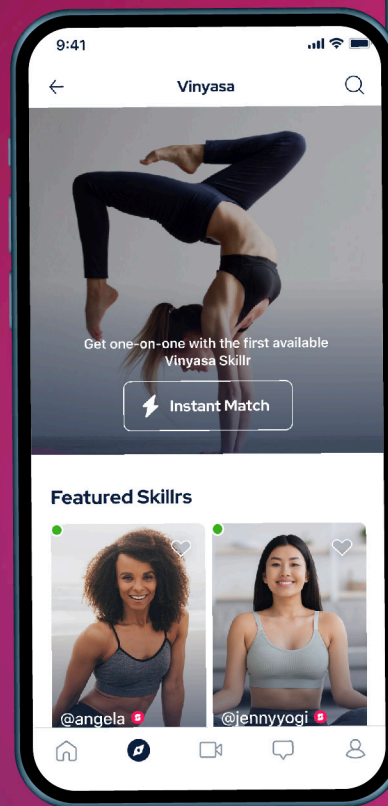 9:41
Vinyasa
Get one-on-one with the first available
Vinyasa Skillr
Instant Match
Featured Skillrs
@angela
@jennyyogi